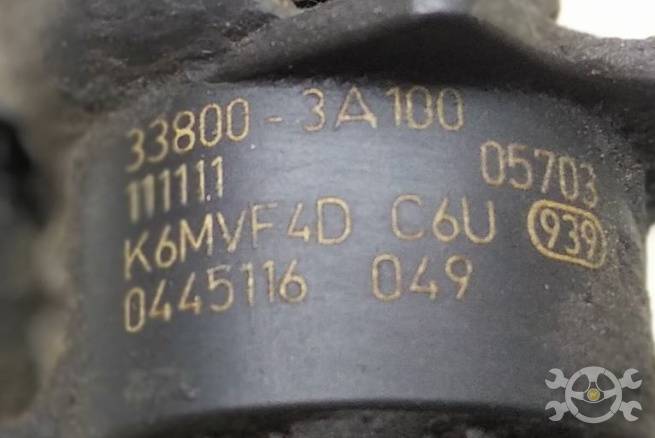 33800-3A100
111111 05703
K6MVF4D C6U 939
0445116 049